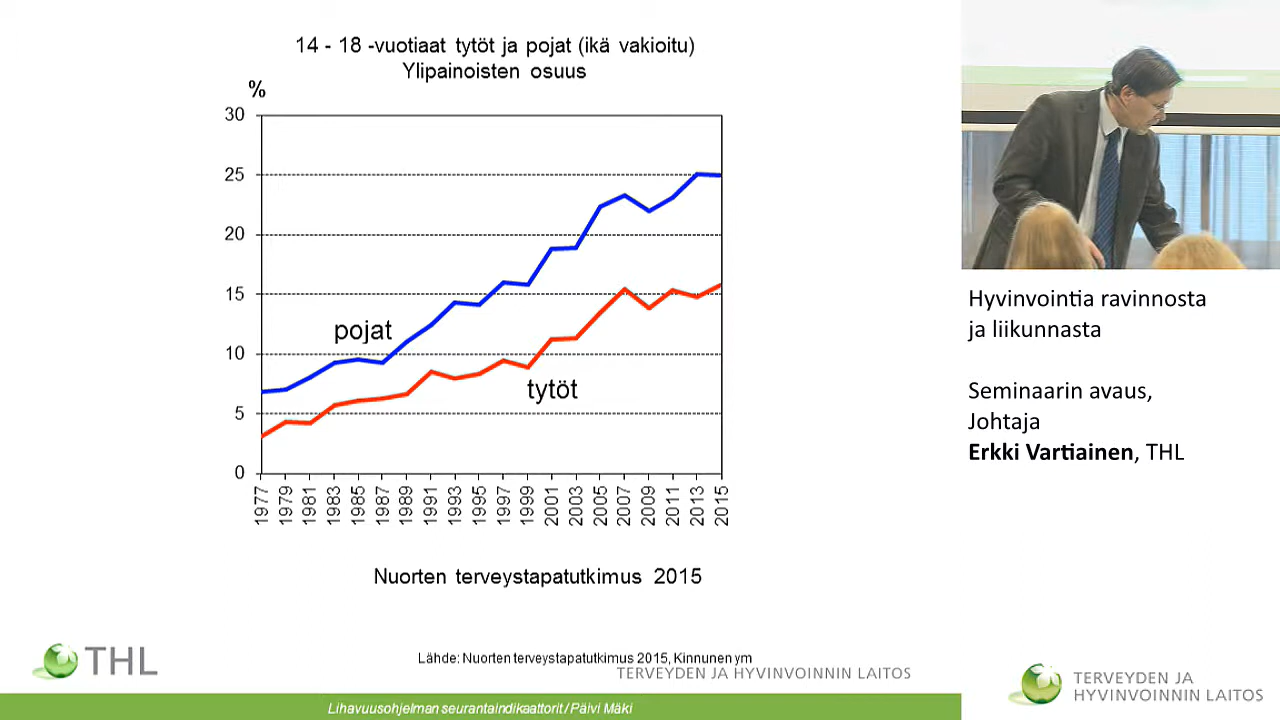 14 - 18 -vuotiaat tytöt ja pojat (ikä vakioitu)
Ylipainoisten osuus
%
30
25
20
15
10
5
0
pojat
tytöt
1977
1979
1981
1983
1985
1987
1989
1991
1993
1995
1997
1999
2001
2003
2005
2007
2009
2011
2013
2015
Nuorten terveystapatutkimus 2015
Lähde: Nuorten terveystapatutkimus 2015, Kinnunen ym
TERVEYDEN JA HYVINVOINNIN LAITOS
THL
Lihavuusohjelman seurantaindikaattorit / Päivi Mäki
Hyvinvointia ravinnosta
ja liikunnasta
Seminaarin avaus,
Johtaja
Erkki Vartiainen, THL
TERVEYDEN JA
HYVINVOINNIN LAITOS